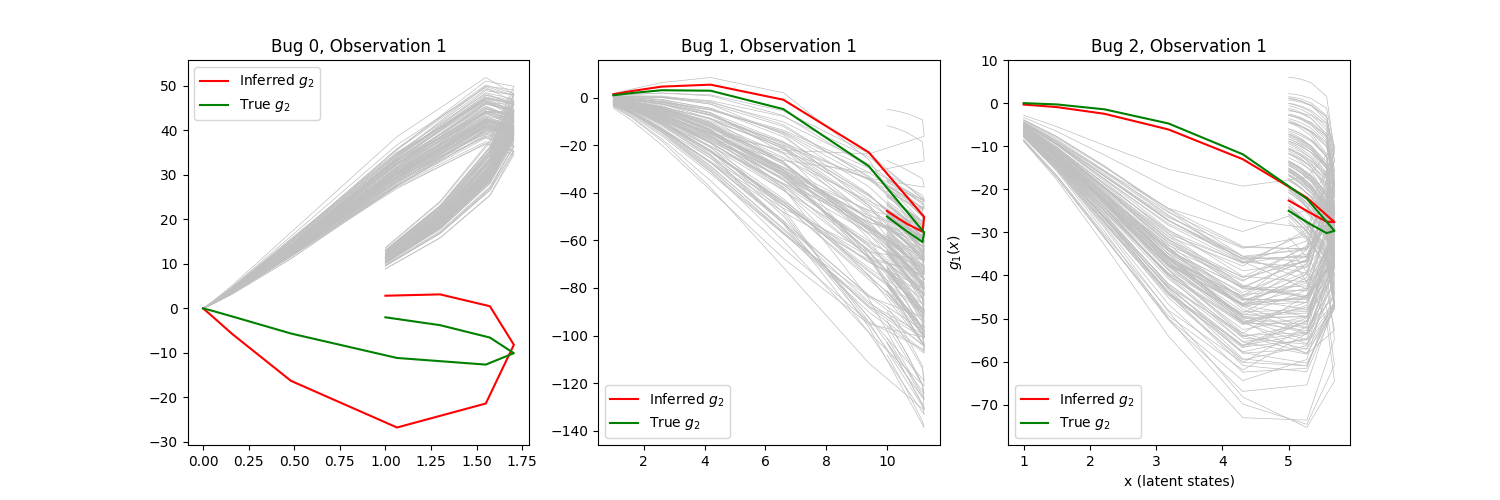 Bug 0, Observation 1
Inferred g₂
True g₂
50
40
30
20
10
0
−10
−20
−30
0.00 0.25 0.50 0.75 1.00 1.25 1.50 1.75
Bug 1, Observation 1
0
−20
−40
−60
−80
−100
−120
−140
Inferred g₂
True g₂
2 4 6 8 10
Bug 2, Observation 1
g₁(x)
10
0
−10
−20
−30
−40
−50
−60
−70
Inferred g₂
True g₂
1 2 3 4 5
x (latent states)